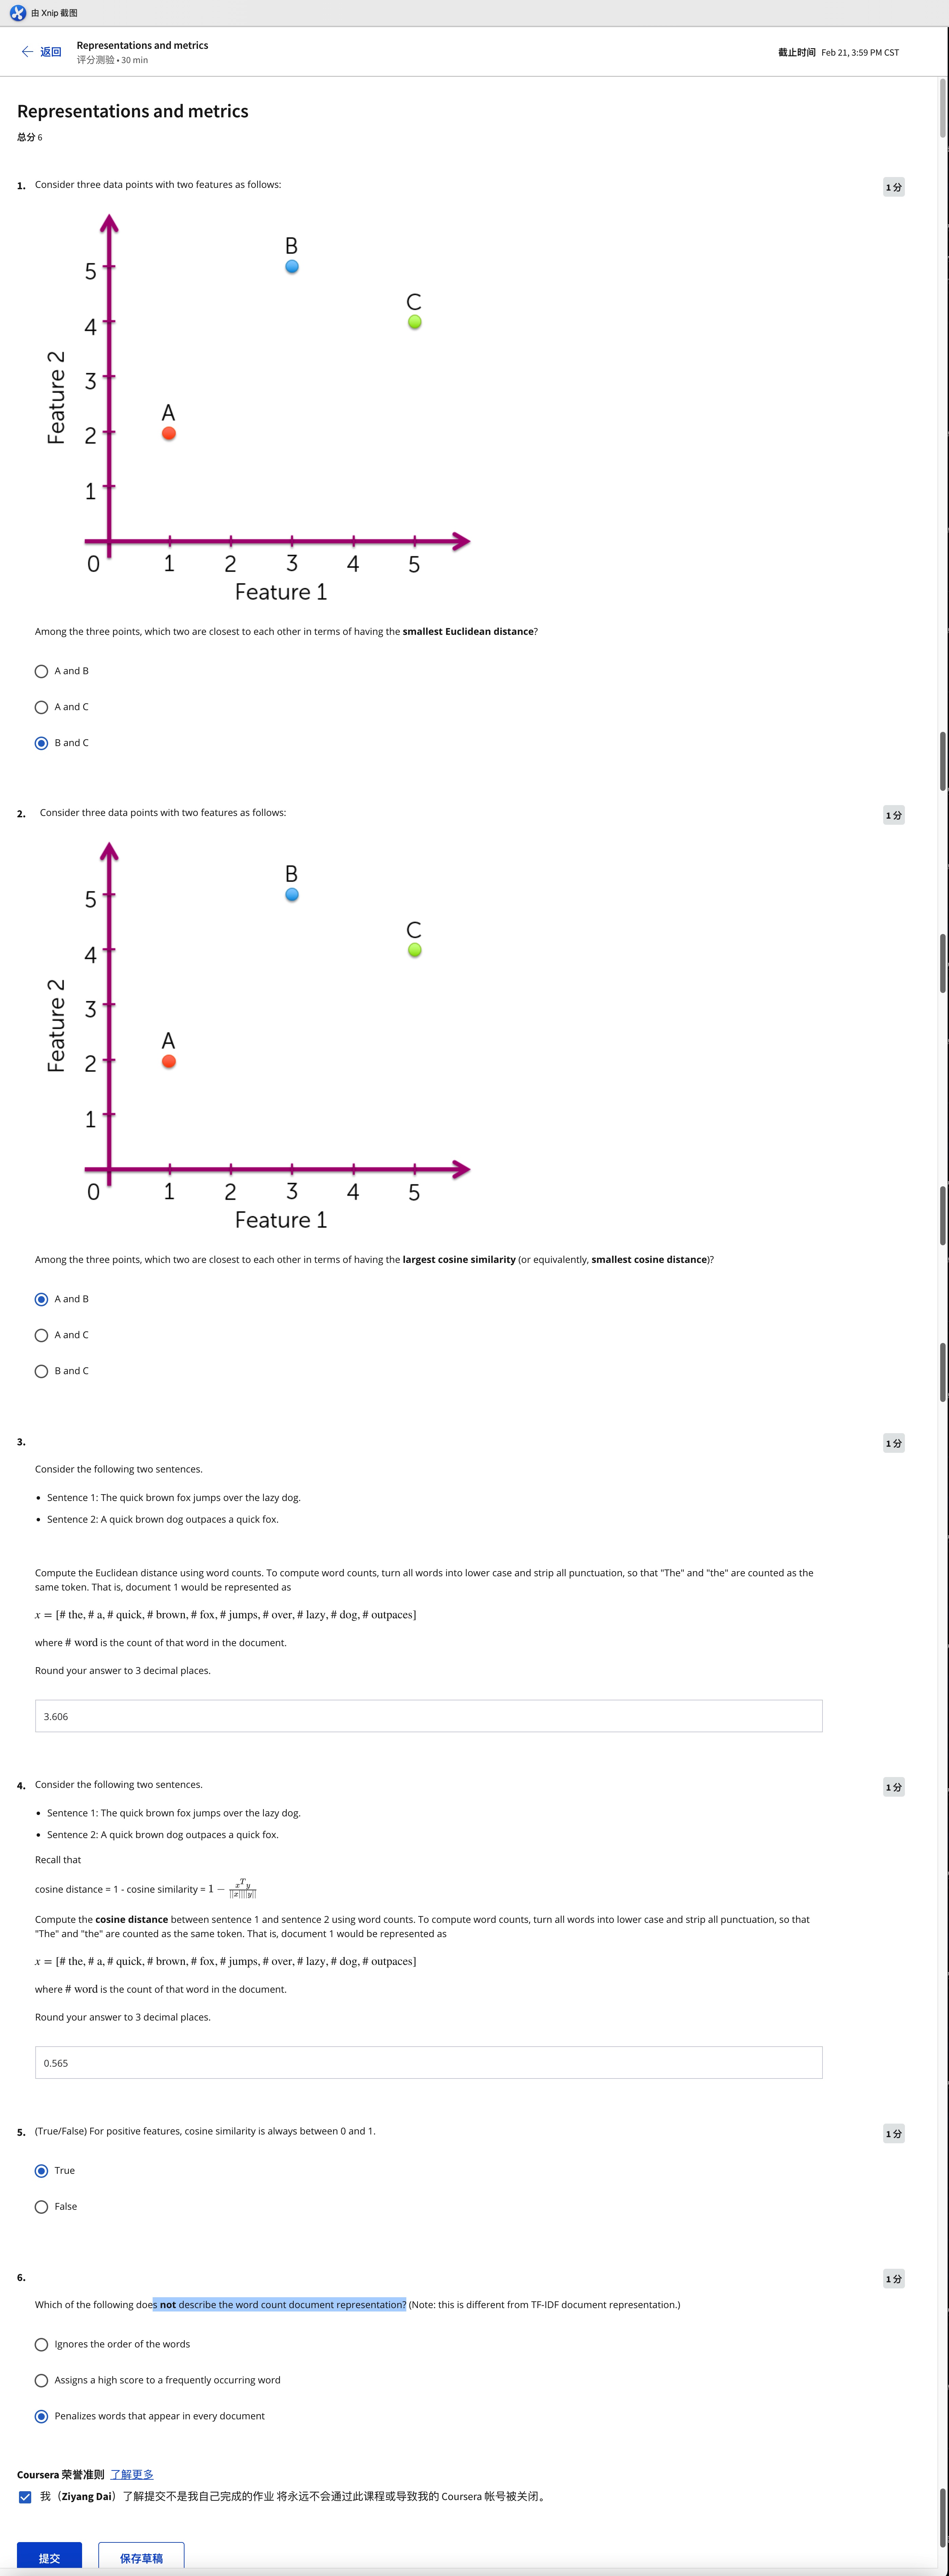 由 Xnip 截图
返回
Representations and metrics
评分测验 • 30 min
截止时间 Feb 21, 3:59 PM CST
Representations and metrics
总分 6
1. Consider three data points with two features as follows:
1 分
B
5
C
4
3
Feature 2
A
2
1
0 1 2 3 4 5
Feature 1
Among the three points, which two are closest to each other in terms of having the smallest Euclidean distance?
A and B
A and C
B and C
2. Consider three data points with two features as follows:
1 分
B
5
C
4
3
Feature 2
A
2
1
0 1 2 3 4 5
Feature 1
Among the three points, which two are closest to each other in terms of having the largest cosine similarity (or equivalently, smallest cosine distance)?
A and B
A and C
B and C
3.
1 分
Consider the following two sentences.
• Sentence 1: The quick brown fox jumps over the lazy dog.
• Sentence 2: A quick brown dog outpaces a quick fox.
Compute the Euclidean distance using word counts. To compute word counts, turn all words into lower case and strip all punctuation, so that "The" and "the" are counted as the
same token. That is, document 1 would be represented as
x = [# the, # a, # quick, # brown, # fox, # jumps, # over, # lazy, # dog, # outpaces]
where # word is the count of that word in the document.
Round your answer to 3 decimal places.
3.606
4. Consider the following two sentences.
1 分
• Sentence 1: The quick brown fox jumps over the lazy dog.
• Sentence 2: A quick brown dog outpaces a quick fox.
Recall that
cosine distance = 1 - cosine similarity = 1 − x^T y / ||x||||y||
Compute the cosine distance between sentence 1 and sentence 2 using word counts. To compute word counts, turn all words into lower case and strip all punctuation, so that
"The" and "the" are counted as the same token. That is, document 1 would be represented as
x = [# the, # a, # quick, # brown, # fox, # jumps, # over, # lazy, # dog, # outpaces]
where # word is the count of that word in the document.
Round your answer to 3 decimal places.
0.565
5. (True/False) For positive features, cosine similarity is always between 0 and 1.
1 分
True
False
6.
1 分
Which of the following does not describe the word count document representation? (Note: this is different from TF-IDF document representation.)
Ignores the order of the words
Assigns a high score to a frequently occurring word
Penalizes words that appear in every document
Coursera 荣誉准则 了解更多
我（Ziyang Dai）了解提交不是我自己完成的作业 将永远不会通过此课程或导致我的 Coursera 帐号被关闭。
提交
保存草稿